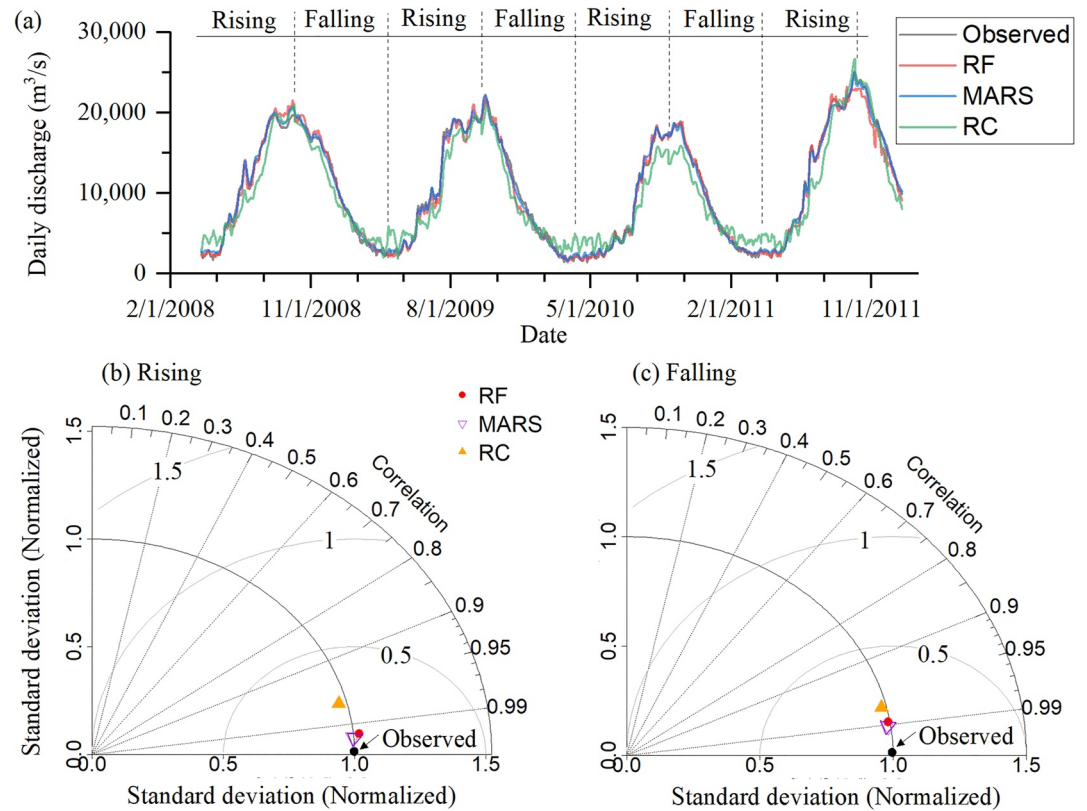 (a)
Rising Falling Rising Falling Rising Falling Rising
30,000
20,000
10,000
0
Daily discharge (m³/s)
2/1/2008 11/1/2008 8/1/2009 5/1/2010 2/1/2011 11/1/2011
Date
Observed
RF
MARS
RC
(b) Rising
RF
MARS
RC
Standard deviation (Normalized)
1.5
1.0
0.5
0.0
0.1 0.2 0.3 0.4 0.5 0.6 0.7 0.8 0.9 0.95 0.99
Correlation
1.5
1
0.5
Observed
0.0 0.5 1.0 1.5
Standard deviation (Normalized)
(c) Falling
1.5
1.0
0.5
0.0
0.1 0.2 0.3 0.4 0.5 0.6 0.7 0.8 0.9 0.95 0.99
Correlation
1.5
1
0.5
Observed
0.0 0.5 1.0 1.5
Standard deviation (Normalized)